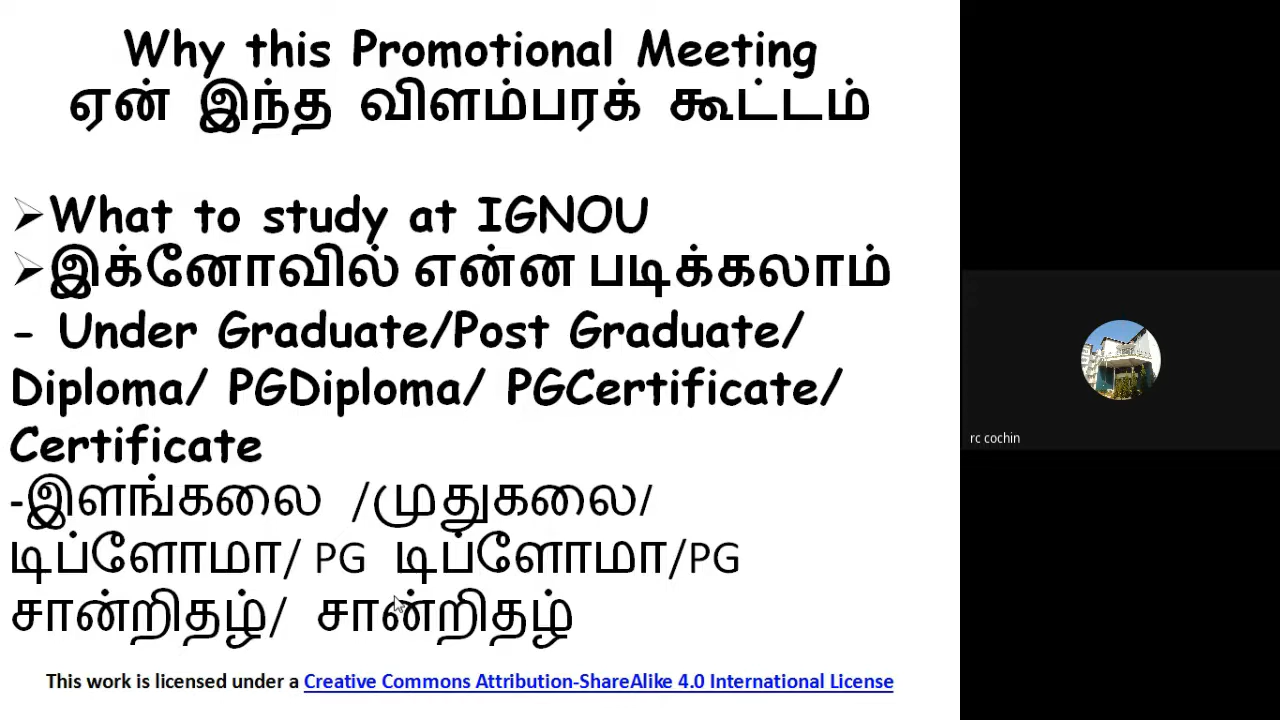 Why this Promotional Meeting
ஏன் இந்த விளம்பரக் கூட்டம்
➢What to study at IGNOU
➢இக்னோவில் என்ன படிக்கலாம்
- Under Graduate/Post Graduate/
Diploma/ PGDiploma/ PGCertificate/
Certificate
-இளங்கலை /முதுகலை/
டிப்ளோமா/ PG டிப்ளோமா/PG
சான்றிதழ்/ சான்றிதழ்
This work is licensed under a Creative Commons Attribution-ShareAlike 4.0 International License
rc cochin